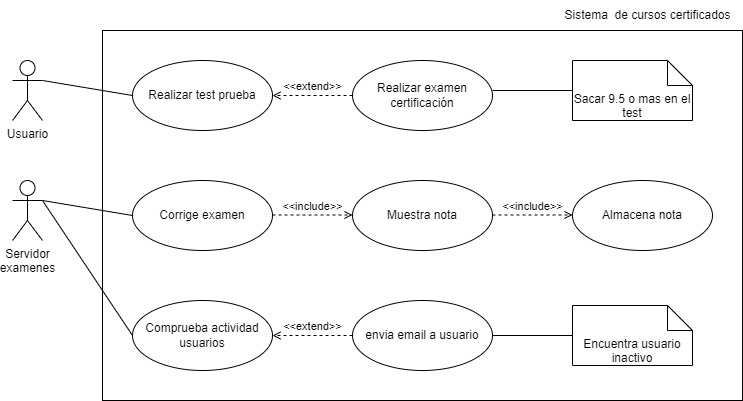 Sistema de cursos certificados
Usuario
Realizar test prueba
<<extend>>
Realizar examen
certificación
Sacar 9.5 o mas en el
test
Servidor
examenes
Corrige examen
<<include>>
Muestra nota
<<include>>
Almacena nota
Comprueba actividad
usuarios
<<extend>>
envia email a usuario
Encuentra usuario
inactivo